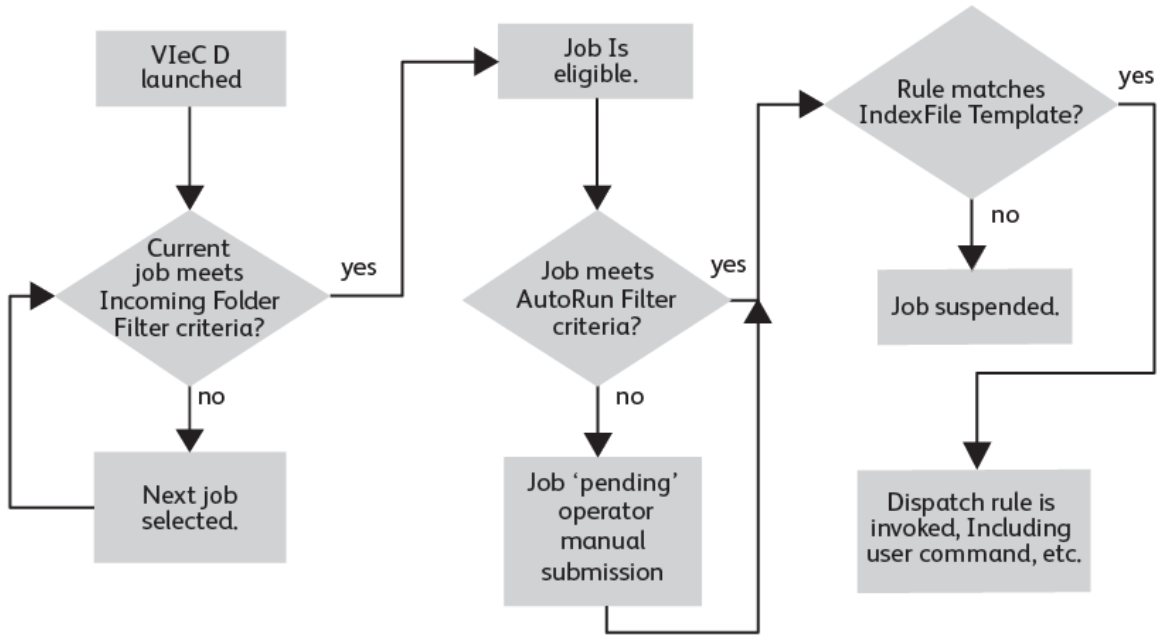 VIeC D
launched
Current
job meets
Incoming Folder
Filter criteria?
yes
no
Next job
selected.
Job Is
eligible.
Job meets
AutoRun Filter
criteria?
yes
no
Job ‘pending’
operator
manual
submission
Rule matches
IndexFile Template?
yes
no
Job suspended.
Dispatch rule is
invoked, Including
user command, etc.